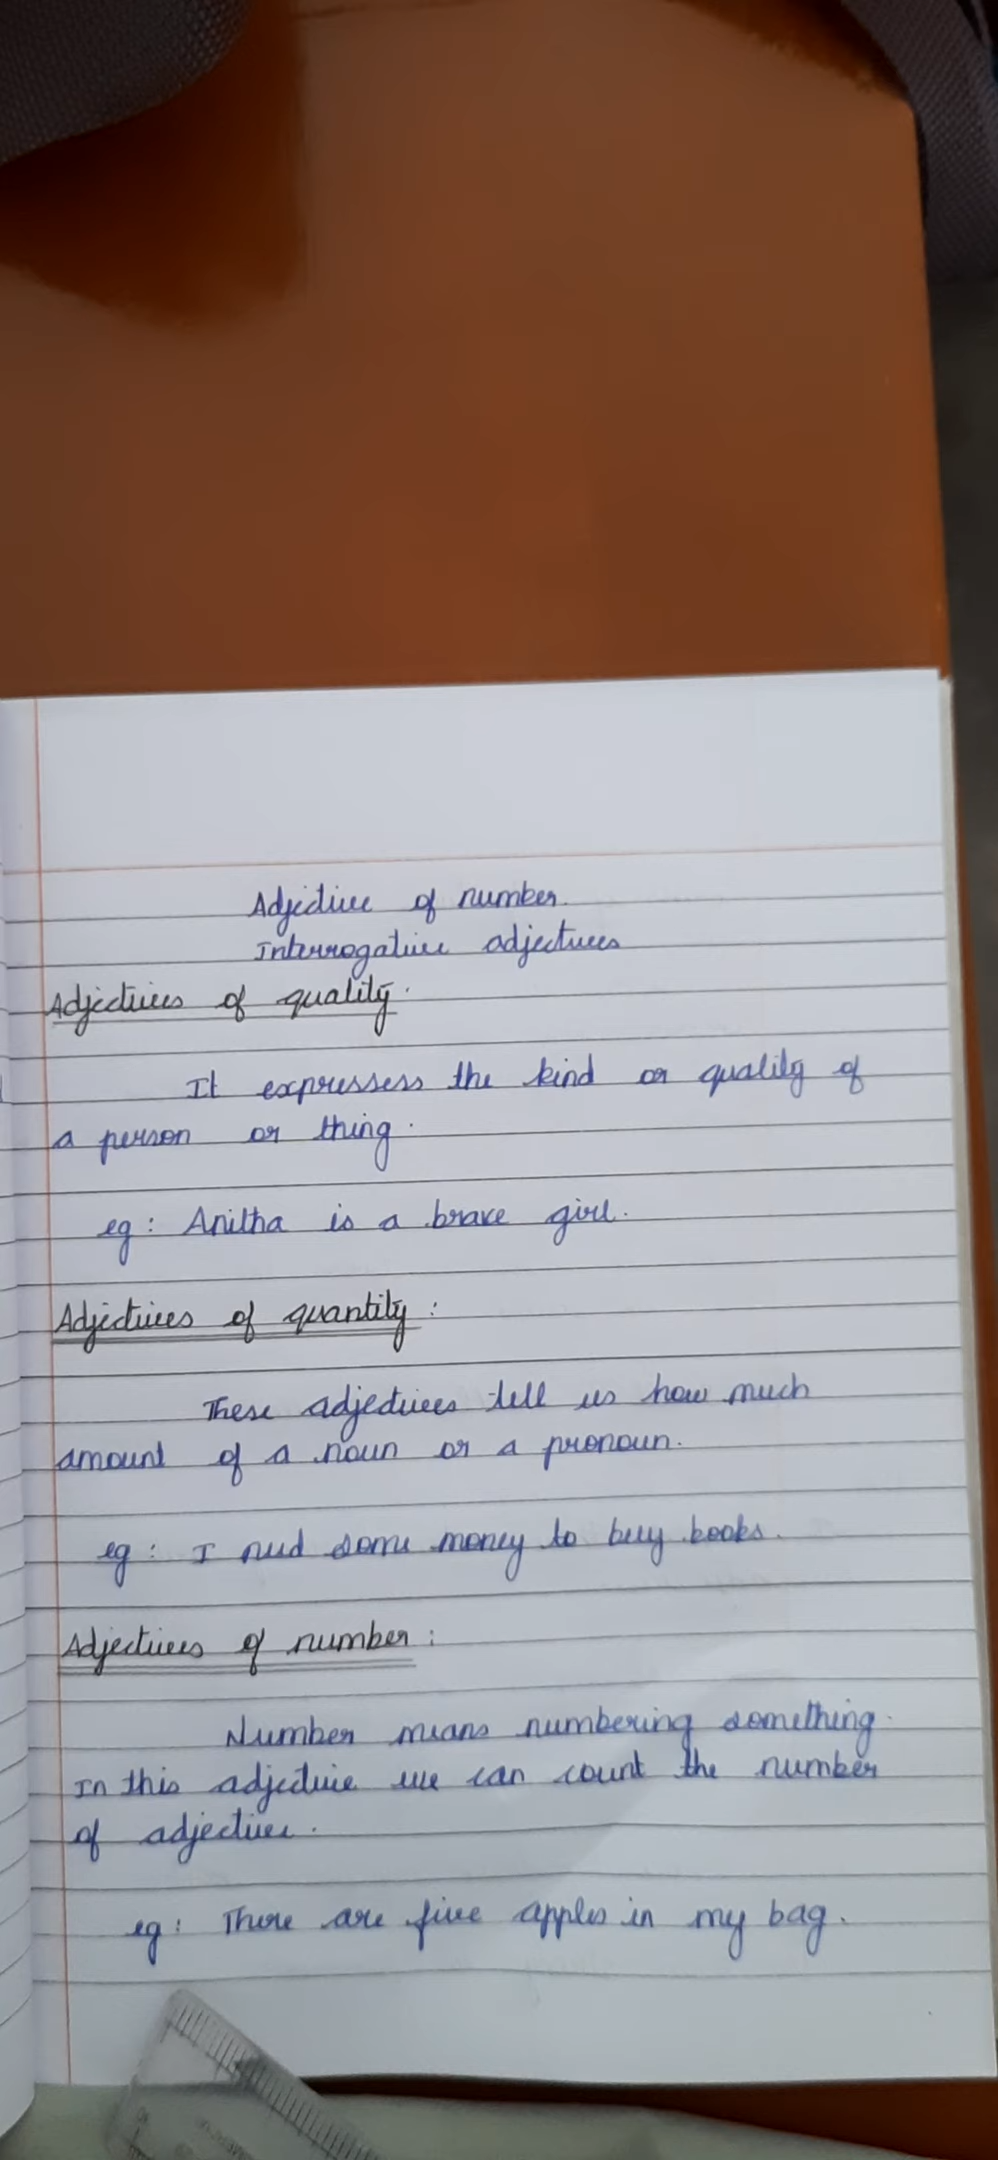 Adjective of number.
Interrogative adjectives
Adjectives of quality.
It expressess the kind or quality of
a person or thing.
eg: Anitha is a brave girl.
Adjectives of quantity:
These adjectives tell us how much
amount of a noun or a pronoun.
eg: I need some money to buy books.
Adjectives of number:
Number means numbering something.
In this adjective we can count the number
of adjective.
eg: There are five apples in my bag.